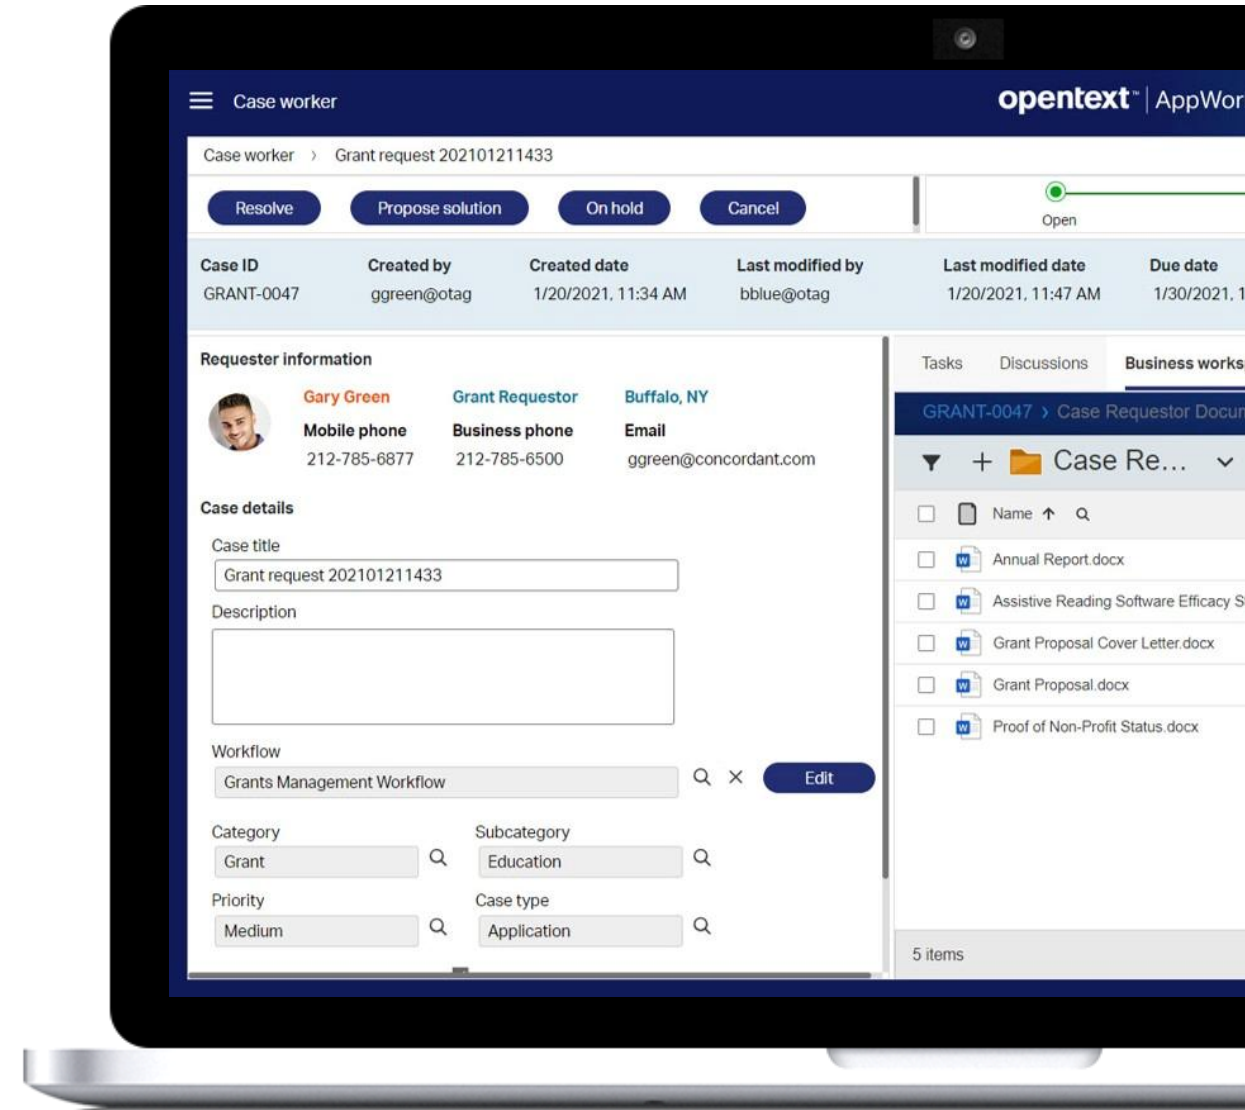 Case worker
opentext™ | AppWor
Case worker > Grant request 202101211433
Resolve Propose solution On hold Cancel
Open
Case ID Created by Created date Last modified by Last modified date Due date
GRANT-0047 ggreen@otag 1/20/2021, 11:34 AM bblue@otag 1/20/2021, 11:47 AM 1/30/2021, 1
Requester information
Gary Green Grant Requestor Buffalo, NY
Mobile phone Business phone Email
212-785-6877 212-785-6500 ggreen@concordant.com
Case details
Case title
Grant request 202101211433
Description
Workflow
Grants Management Workflow
Edit
Category Subcategory
Grant Education
Priority Case type
Medium Application
Tasks Discussions Business works
GRANT-0047 > Case Requestor Docum
Case Re...
Name
Annual Report.docx
Assistive Reading Software Efficacy S
Grant Proposal Cover Letter.docx
Grant Proposal.docx
Proof of Non-Profit Status.docx
5 items